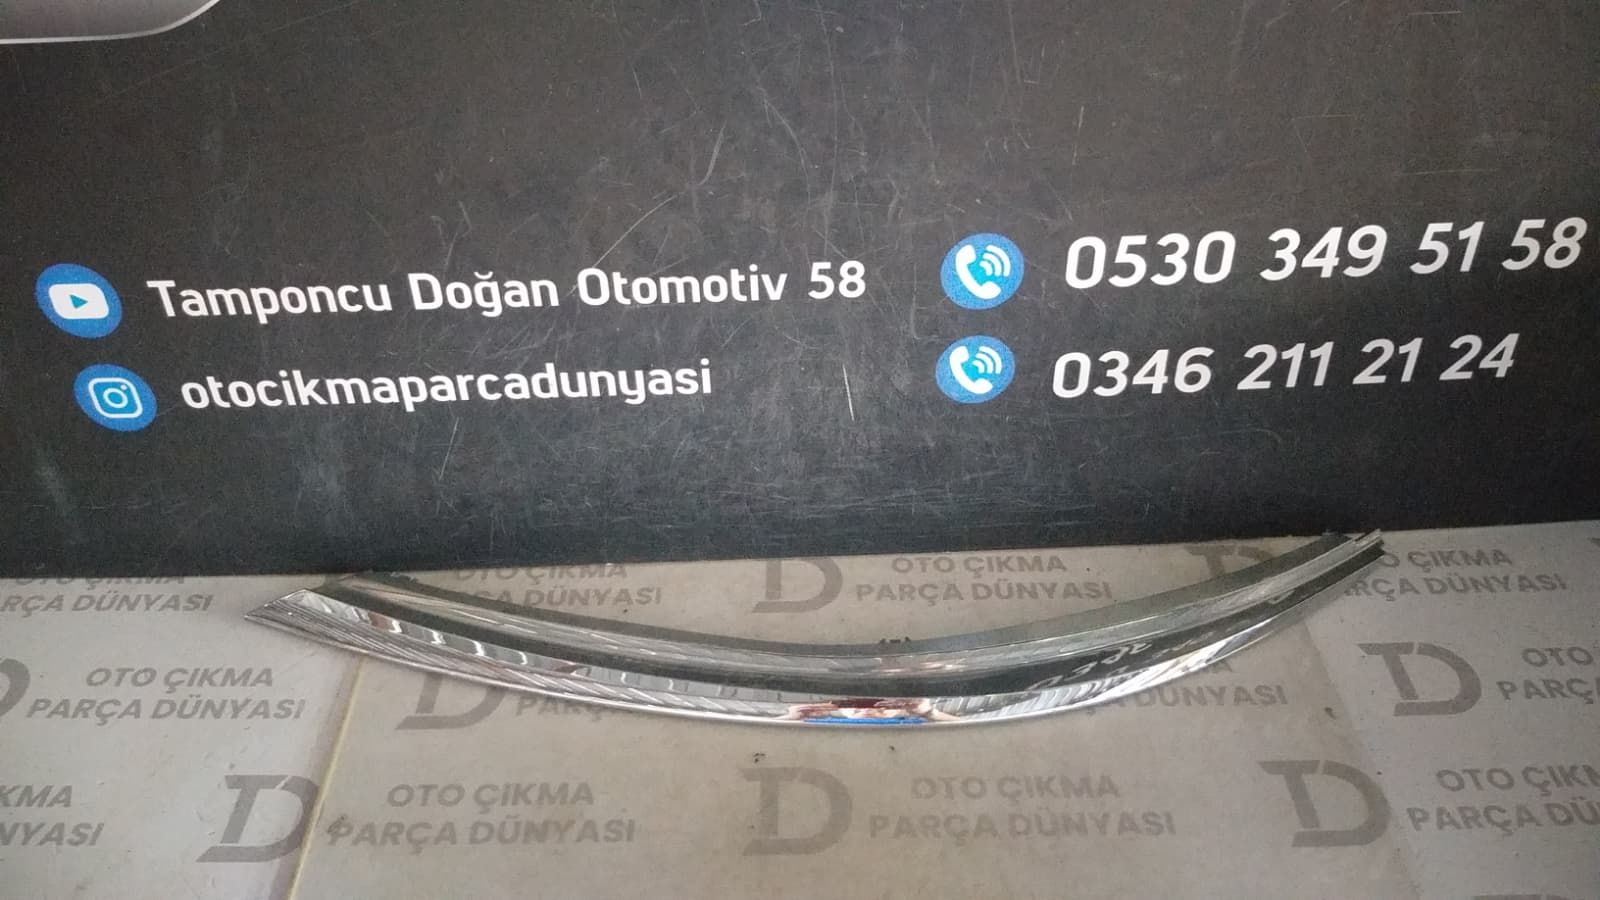 Tamponcu Doğan Otomotiv 58
0530 349 51 58
otocikmaparcadunyasi
0346 211 21 24
OTO ÇIKMA
PARÇA DÜNYASI
OTO ÇIKMA
PARÇA DÜNYASI
OTO ÇIKMA
PARÇA DÜNYASI
OTO ÇIKMA
PARÇA DÜNYASI